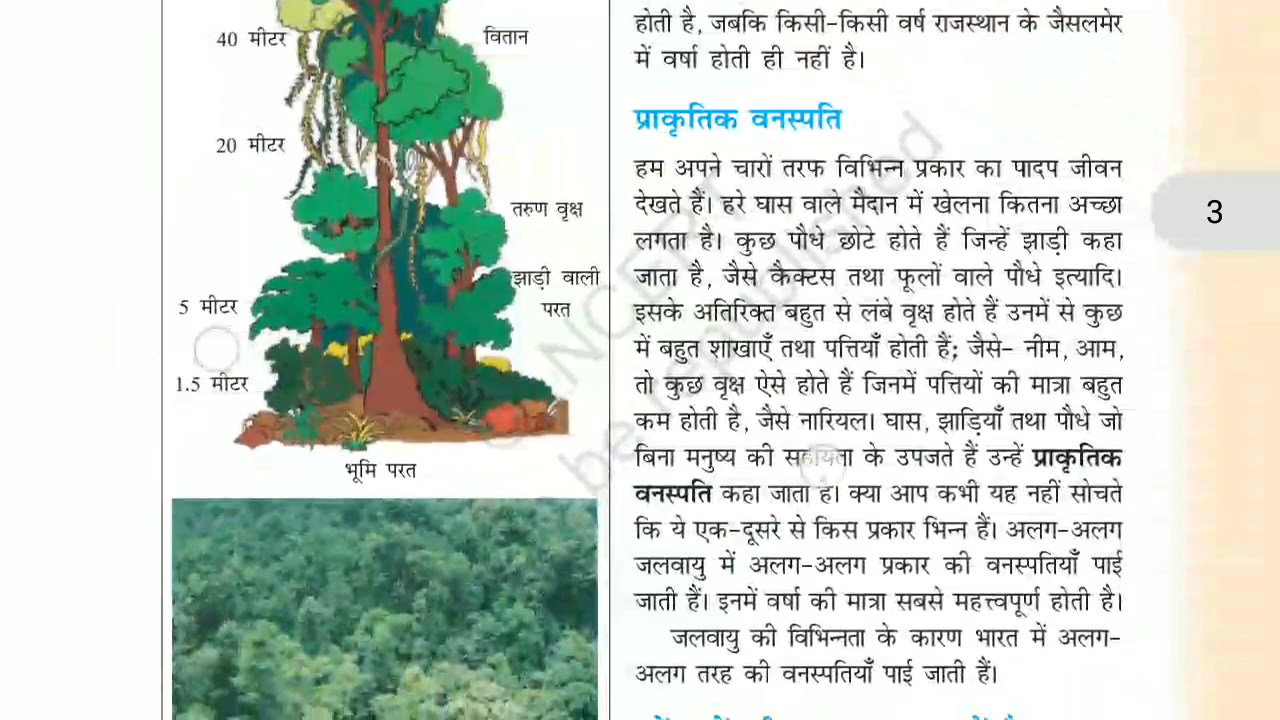 40 मीटर
वितान
20 मीटर
तरुण वृक्ष
झाड़ी वाली
परत
5 मीटर
1.5 मीटर
भूमि परत
होती है, जबकि किसी-किसी वर्ष राजस्थान के जैसलमेर
में वर्षा होती ही नहीं है।
प्राकृतिक वनस्पति
हम अपने चारों तरफ विभिन्न प्रकार का पादप जीवन
देखते हैं। हरे घास वाले मैदान में खेलना कितना अच्छा
लगता है। कुछ पौधे छोटे होते हैं जिन्हें झाड़ी कहा
जाता है, जैसे कैक्टस तथा फूलों वाले पौधे इत्यादि।
इसके अतिरिक्त बहुत से लंबे वृक्ष होते हैं उनमें से कुछ
में बहुत शाखाएँ तथा पत्तियाँ होती हैं; जैसे- नीम, आम,
तो कुछ वृक्ष ऐसे होते हैं जिनमें पत्तियों की मात्रा बहुत
कम होती है, जैसे नारियल। घास, झाड़ियाँ तथा पौधे जो
बिना मनुष्य की सहायता के उपजते हैं उन्हें प्राकृतिक
वनस्पति कहा जाता है। क्या आप कभी यह नहीं सोचते
कि ये एक-दूसरे से किस प्रकार भिन्न हैं। अलग-अलग
जलवायु में अलग-अलग प्रकार की वनस्पतियाँ पाई
जाती हैं। इनमें वर्षा की मात्रा सबसे महत्त्वपूर्ण होती है।
जलवायु की विभिन्नता के कारण भारत में अलग-
अलग तरह की वनस्पतियाँ पाई जाती हैं।
3
NCERT
be republished